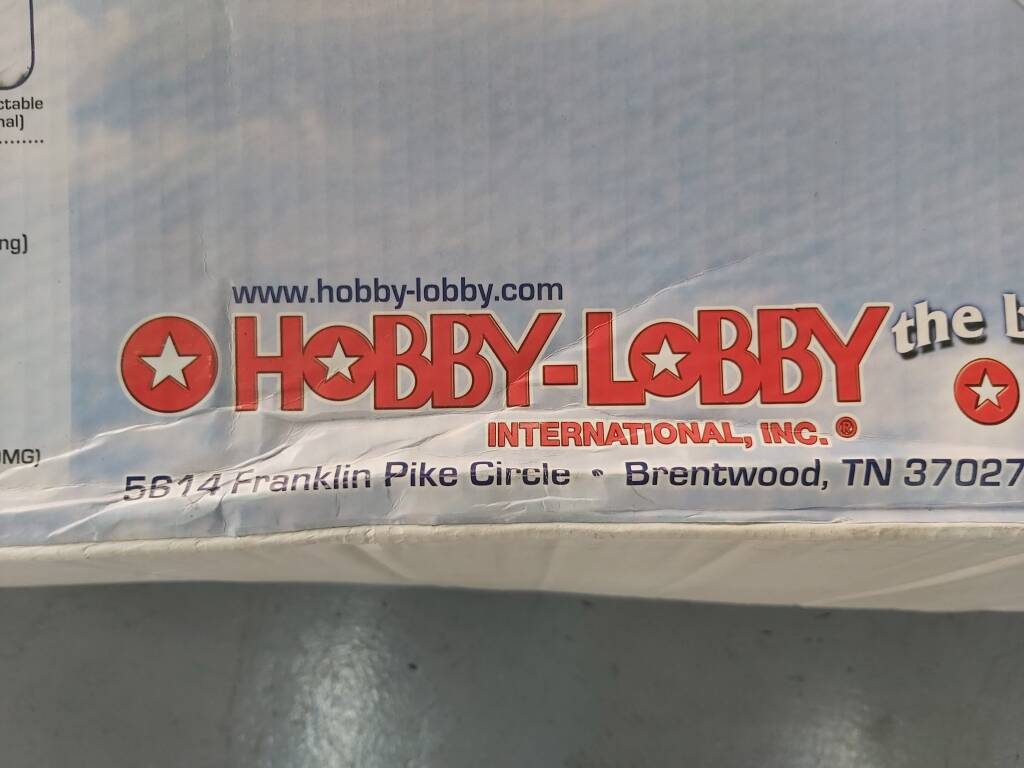 ctable
nal)
ng)
www.hobby-lobby.com
HOBBY-LOBBY
the b
INTERNATIONAL, INC.®
OMG)
5614 Franklin Pike Circle • Brentwood, TN 37027